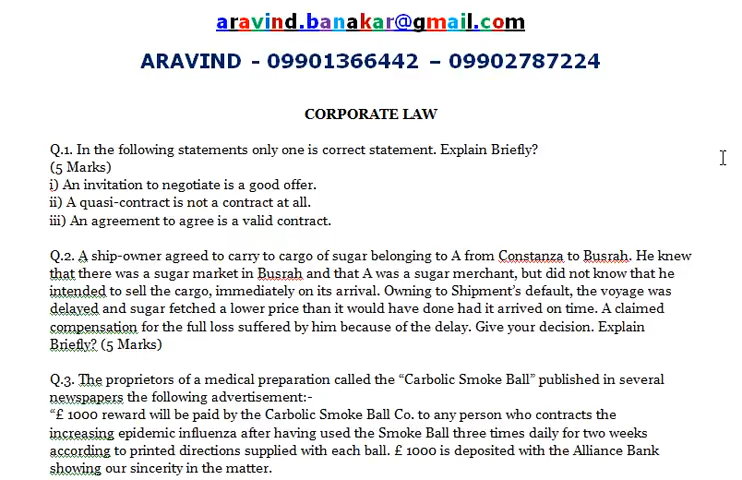 aravind.banakar@gmail.com
ARAVIND - 09901366442 – 09902787224
CORPORATE LAW
Q.1. In the following statements only one is correct statement. Explain Briefly?
(5 Marks)
i) An invitation to negotiate is a good offer.
ii) A quasi-contract is not a contract at all.
iii) An agreement to agree is a valid contract.
Q.2. A ship-owner agreed to carry to cargo of sugar belonging to A from Constanza to Busrah. He knew
that there was a sugar market in Busrah and that A was a sugar merchant, but did not know that he
intended to sell the cargo, immediately on its arrival. Owning to Shipment's default, the voyage was
delayed and sugar fetched a lower price than it would have done had it arrived on time. A claimed
compensation for the full loss suffered by him because of the delay. Give your decision. Explain
Briefly? (5 Marks)
Q.3. The proprietors of a medical preparation called the “Carbolic Smoke Ball” published in several
newspapers the following advertisement:-
“£ 1000 reward will be paid by the Carbolic Smoke Ball Co. to any person who contracts the
increasing epidemic influenza after having used the Smoke Ball three times daily for two weeks
according to printed directions supplied with each ball. £ 1000 is deposited with the Alliance Bank
showing our sincerity in the matter.